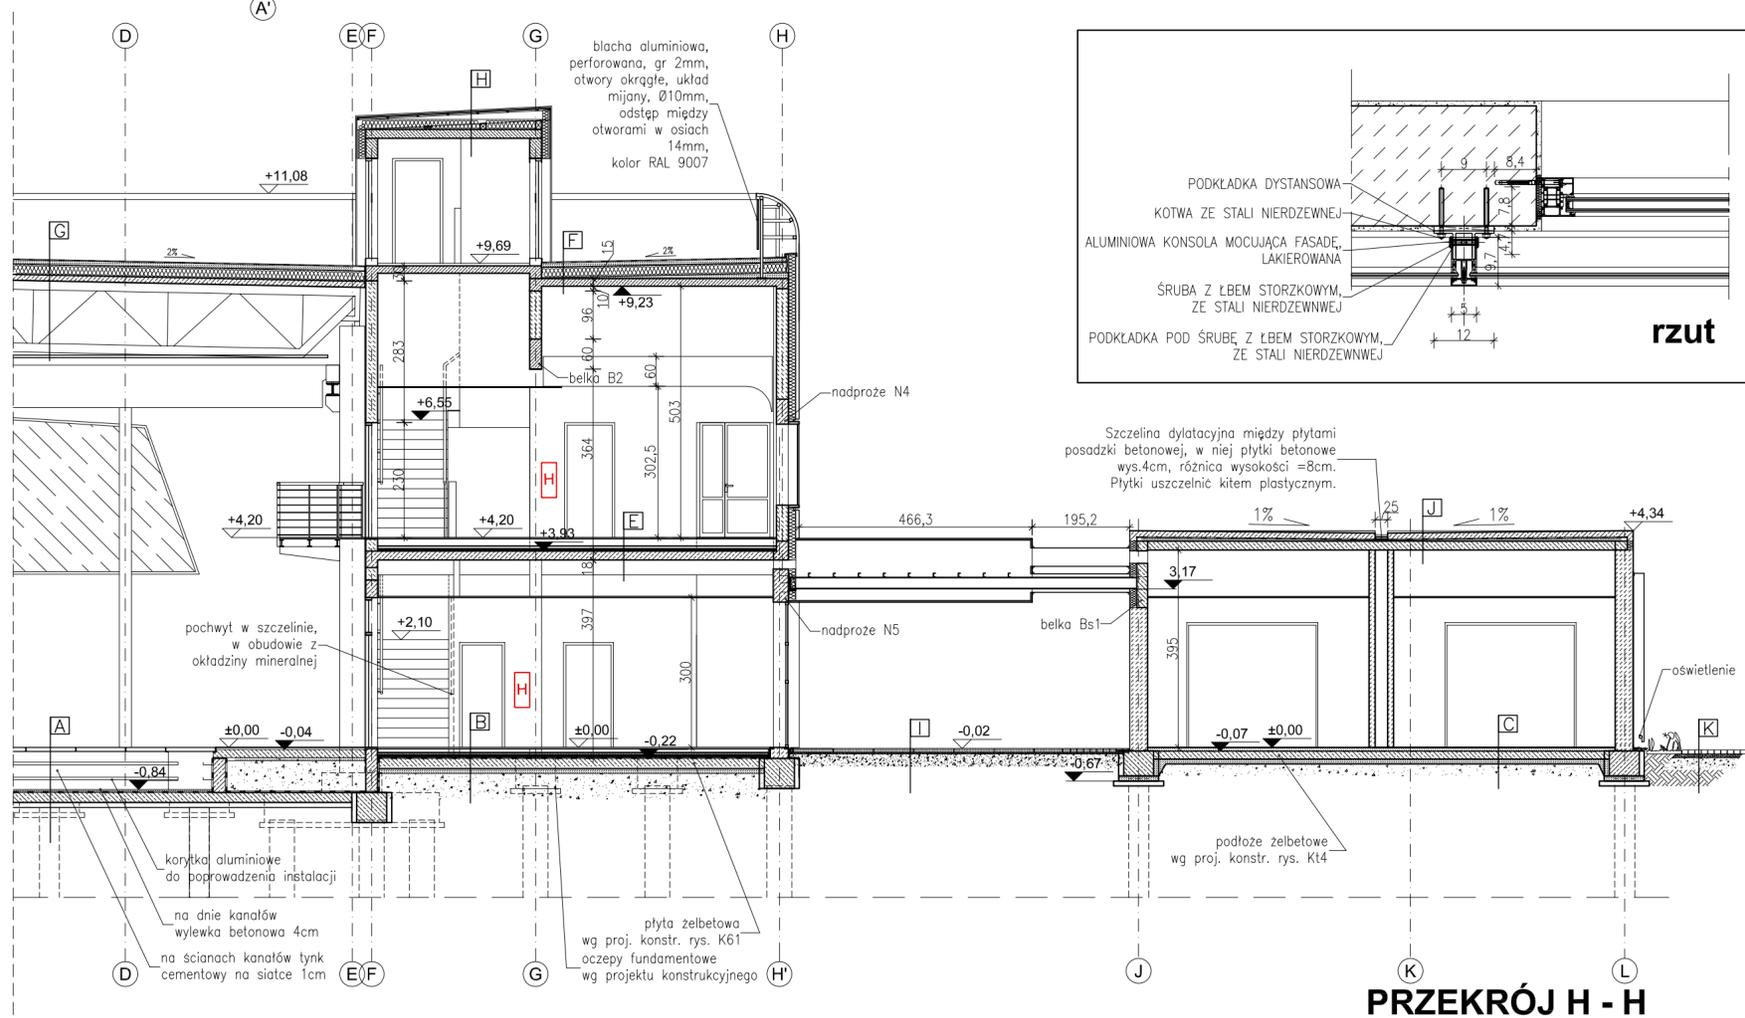 A'
D
E
F
G
H
blacha aluminiowa,
perforowana, gr 2mm,
otwory okrągłe, układ
mijany, Ø10mm,
odstęp między
otworami w osiach
14mm,
kolor RAL 9007
H
+11,08
G
2%
+9,69
F
15
2%
30
10
+9,23
96
283
60
60
belka B2
503
nadproże N4
+6,55
364
302,5
230
H
+4,20
+4,20
E
+3,93
18
466,3
195,2
PODKŁADKA DYSTANSOWA
KOTWA ZE STALI NIERDZEWNEJ
ALUMINIOWA KONSOLA MOCUJĄCA FASADĘ,
LAKIEROWANA
ŚRUBA Z ŁBEM STORZKOWYM,
ZE STALI NIERDZEWNWEJ
PODKŁADKA POD ŚRUBĘ Z ŁBEM STORZKOWYM,
ZE STALI NIERDZEWNWEJ
9
8,4
7,8
4,7
9,7
5
12
rzut
Szczelina dylatacyjna między płytami
posadzki betonowej, w niej płytki betonowe
wys.4cm, różnica wysokości =8cm.
Płytki uszczelnić kitem plastycznym.
25
J
1%
1%
+4,34
3,17
belka Bs1
nadproże N5
395
+2,10
397
300
pochwyt w szczelinie,
w obudowie z
okładziny mineralnej
H
oświetlenie
A
±0,00
-0,04
B
±0,00
-0,22
I
-0,02
-0,07
±0,00
C
K
-0,84
-0,67
korytka aluminiowe
do poprowadzenia instalacji
na dnie kanałów
wylewka betonowa 4cm
na ścianach kanałów tynk
cementowy na siatce 1cm
płyta żelbetowa
wg proj. konstr. rys. K61
oczepy fundamentowe
wg projektu konstrukcyjnego
podłoże żelbetowe
wg proj. konstr. rys. Kt4
D
E
F
G
H'
J
K
L
PRZEKRÓJ H - H